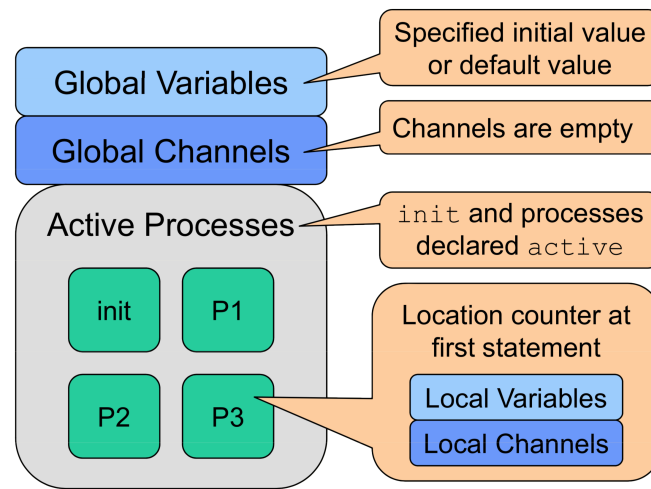 Specified initial value
or default value
Global Variables
Global Channels
Channels are empty
Active Processes
init and processes
declared active
init
P1
P2
P3
Location counter at
first statement
Local Variables
Local Channels